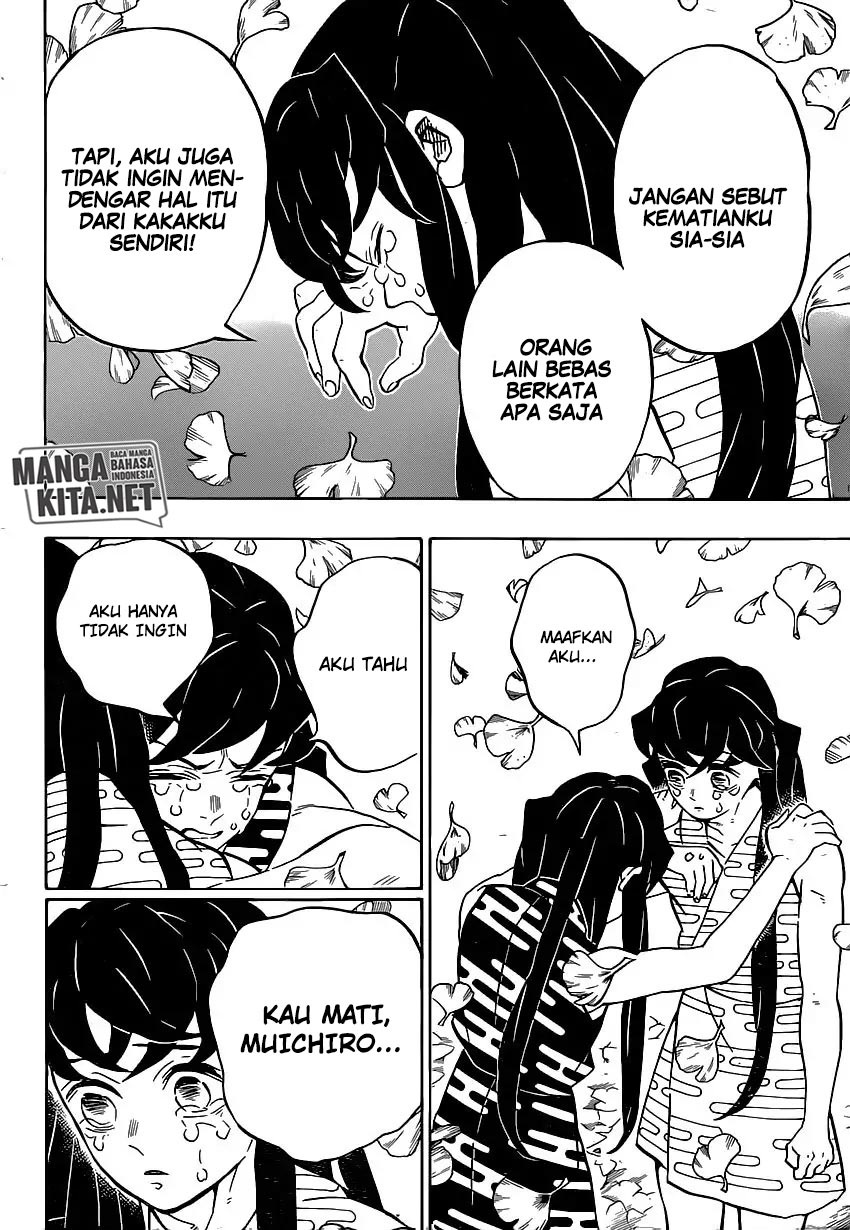 JANGAN SEBUT
KEMATIANKU
SIA-SIA
ORANG
LAIN BEBAS
BERKATA
APA SAJA
TAPI, AKU JUGA
TIDAK INGIN MEN-
DENGAR HAL ITU
DARI KAKAKKU
SENDIRI!
MANGA
KITA.NET
BACA MANGA
BAHASA
INDONESIA
MAAFKAN
AKU...
AKU TAHU
AKU HANYA
TIDAK INGIN
KAU MATI,
MUICHIRO...